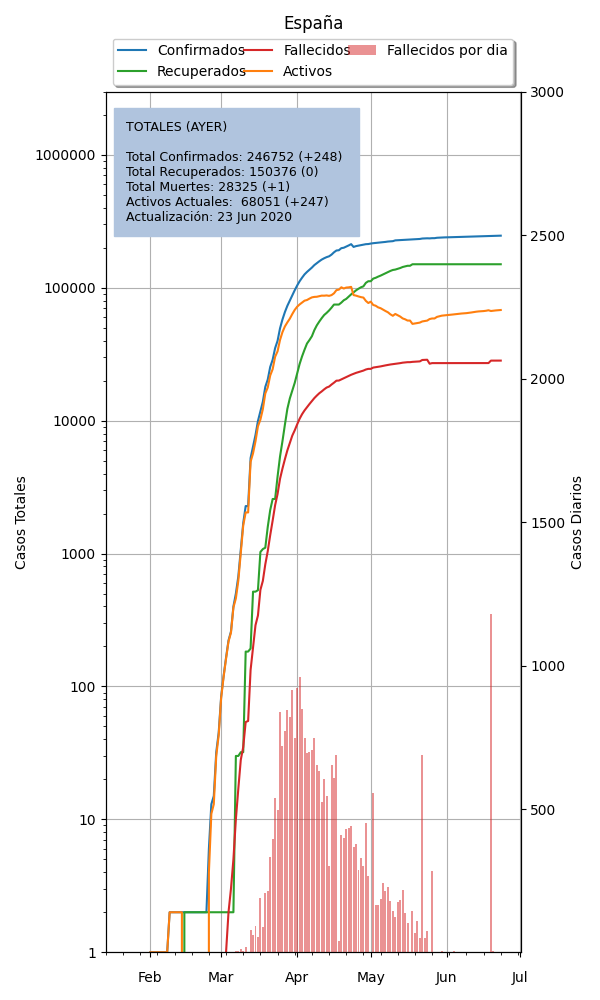 España
Confirmados
Recuperados
Fallecidos
Activos
Fallecidos por dia
TOTALES (AYER)
Total Confirmados: 246752 (+248)
Total Recuperados: 150376 (0)
Total Muertes: 28325 (+1)
Activos Actuales:  68051 (+247)
Actualización: 23 Jun 2020
Casos Totales
1000000
100000
10000
1000
100
10
1
Casos Diarios
3000
2500
2000
1500
1000
500
Feb
Mar
Apr
May
Jun
Jul